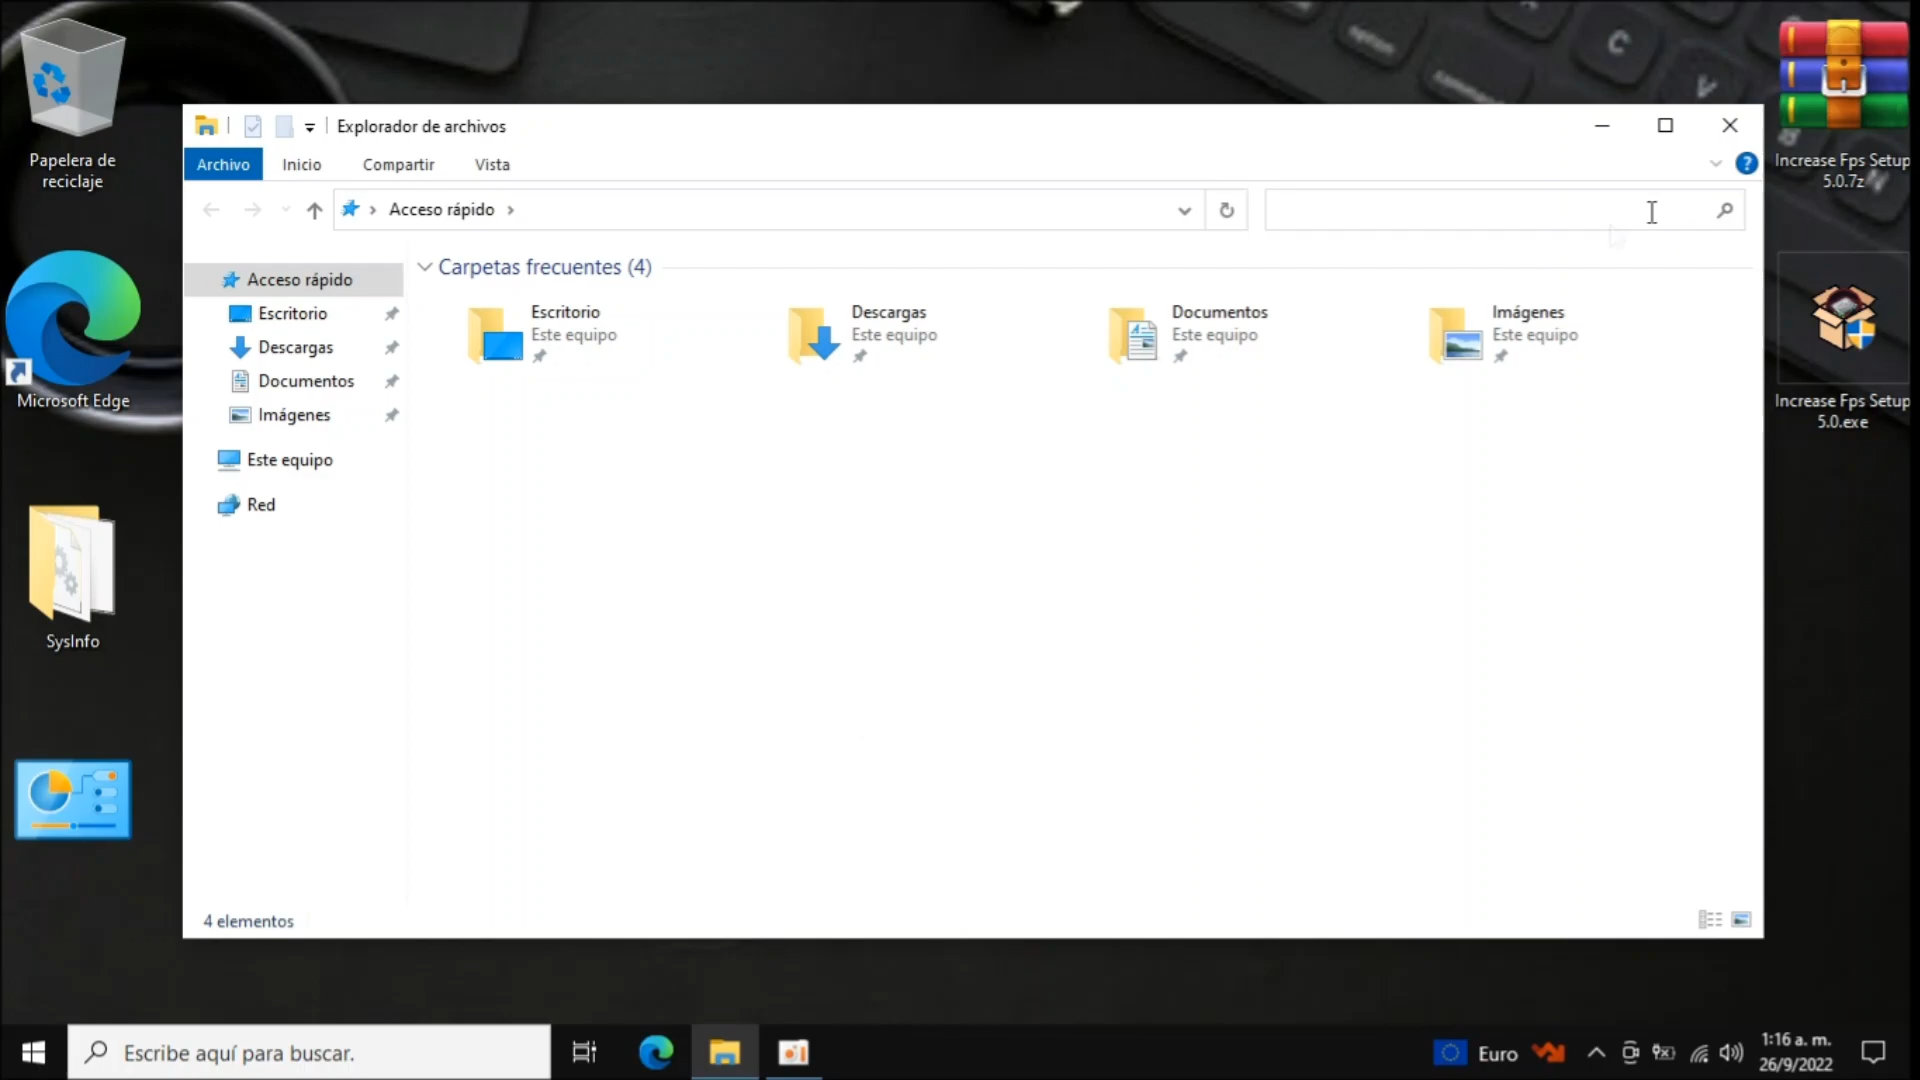 Papelera de
reciclaje
Microsoft Edge
SysInfo
Explorador de archivos
Archivo
Inicio
Compartir
Vista
Acceso rápido
Acceso rápido
Escritorio
Descargas
Documentos
Imágenes
Este equipo
Red
Carpetas frecuentes (4)
Escritorio
Este equipo
Descargas
Este equipo
Documentos
Este equipo
Imágenes
Este equipo
4 elementos
Increase Fps Setup
5.0.7z
Increase Fps Setup
5.0.exe
option
command
C
V
Escribe aquí para buscar.
Euro
1:16 a. m.
26/9/2022